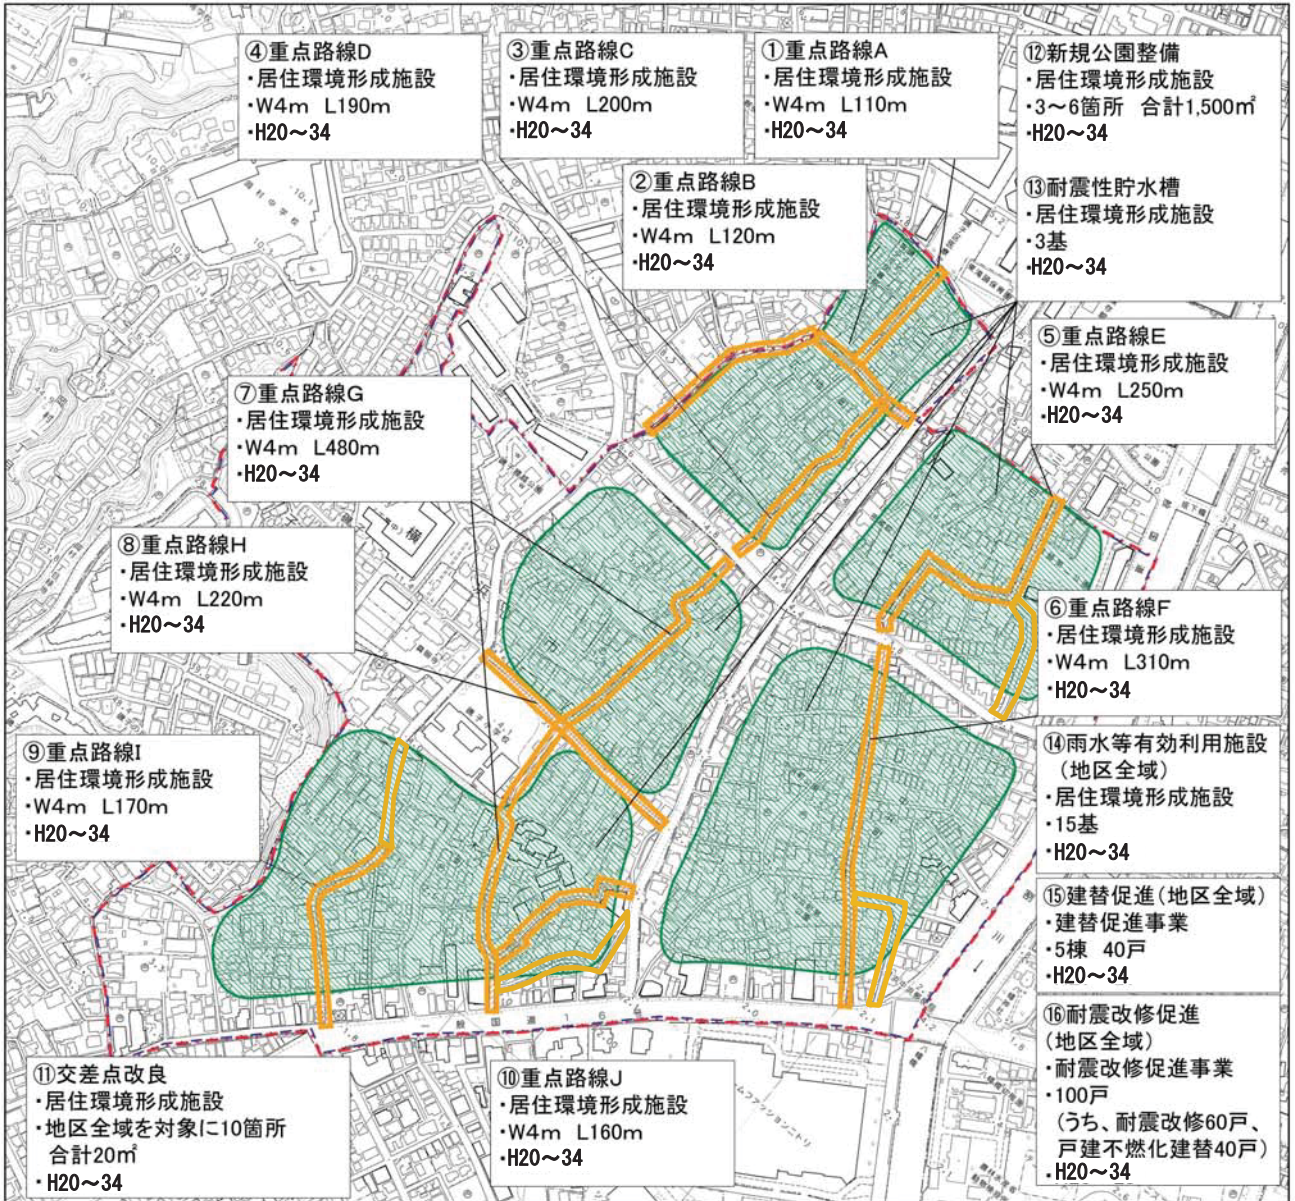 ④重点路線D
・居住環境形成施設
・W4m L190m
・H20～34
③重点路線C
・居住環境形成施設
・W4m L200m
・H20～34
①重点路線A
・居住環境形成施設
・W4m L110m
・H20～34
⑫新規公園整備
・居住環境形成施設
・3～6箇所 合計1,500㎡
・H20～34
⑬耐震性貯水槽
・居住環境形成施設
・3基
・H20～34
②重点路線B
・居住環境形成施設
・W4m L120m
・H20～34
⑤重点路線E
・居住環境形成施設
・W4m L250m
・H20～34
⑦重点路線G
・居住環境形成施設
・W4m L480m
・H20～34
⑧重点路線H
・居住環境形成施設
・W4m L220m
・H20～34
⑥重点路線F
・居住環境形成施設
・W4m L310m
・H20～34
⑨重点路線I
・居住環境形成施設
・W4m L170m
・H20～34
⑭雨水等有効利用施設
（地区全域）
・居住環境形成施設
・15基
・H20～34
⑮建替促進（地区全域）
・建替促進事業
・5棟 40戸
・H20～34
⑯耐震改修促進
（地区全域）
・耐震改修促進事業
・100戸
（うち、耐震改修60戸、
戸建不燃化建替40戸）
・H20～34
⑪交差点改良
・居住環境形成施設
・地区全域を対象に10箇所
合計20㎡
・H20～34
⑩重点路線J
・居住環境形成施設
・W4m L160m
・H20～34
一般国道16号
ムファッションニトリ
横